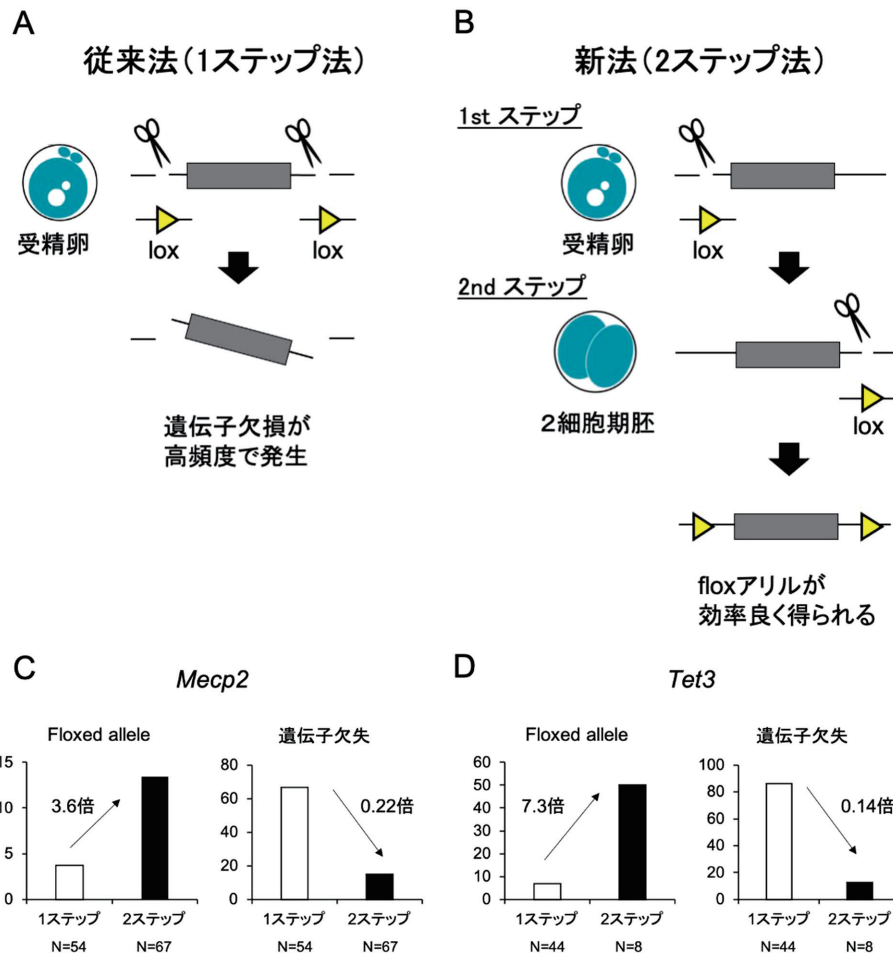 A
従来法(1ステップ法)
受精卵
lox
lox
遺伝子欠損が
高頻度で発生
B
新法(2ステップ法)
1st ステップ
受精卵
lox
2nd ステップ
2細胞期胚
lox
floxアリルが
効率良く得られる
C
Mecp2
Floxed allele
15
10
5
0
3.6倍
1ステップ
2ステップ
N=54
N=67
遺伝子欠失
80
60
40
20
0
0.22倍
1ステップ
2ステップ
N=54
N=67
D
Tet3
Floxed allele
60
50
40
30
20
10
0
7.3倍
1ステップ
2ステップ
N=44
N=8
遺伝子欠失
100
80
60
40
20
0
0.14倍
1ステップ
2ステップ
N=44
N=8